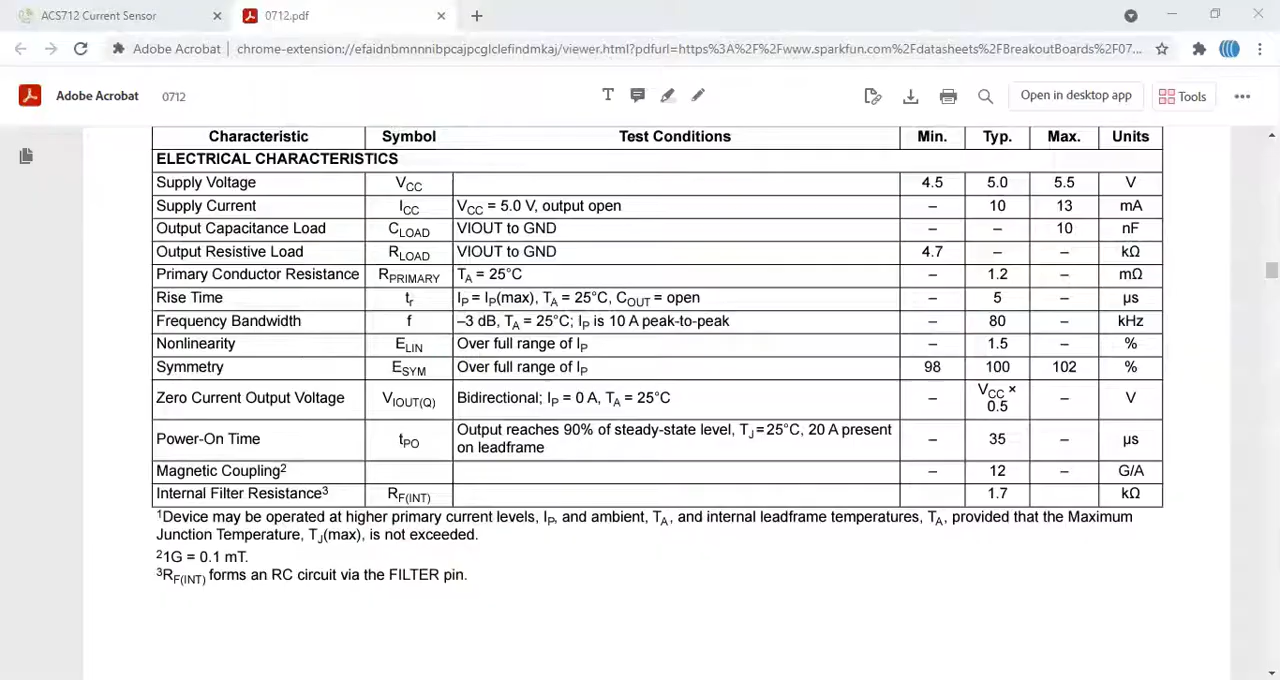 ACS712 Current Sensor
0712.pdf
Adobe Acrobat | chrome-extension://efaidnbmnnnibpcajpcglclefindmkaj/viewer.html?pdfurl=https%3A%2F%2Fwww.sparkfun.com%2Fdatasheets%2FBreakoutBoards%2F07...
Adobe Acrobat 0712 T Open in desktop app Tools
Characteristic Symbol Test Conditions Min. Typ. Max. Units
ELECTRICAL CHARACTERISTICS
Supply Voltage VCC 4.5 5.0 5.5 V
Supply Current ICC VCC = 5.0 V, output open – 10 13 mA
Output Capacitance Load CLOAD VIOUT to GND – – 10 nF
Output Resistive Load RLOAD VIOUT to GND 4.7 – – kΩ
Primary Conductor Resistance RPRIMARY TA = 25°C – 1.2 – mΩ
Rise Time tr IP = IP(max), TA = 25°C, COUT = open – 5 – µs
Frequency Bandwidth f –3 dB, TA = 25°C; IP is 10 A peak-to-peak – 80 – kHz
Nonlinearity ELIN Over full range of IP – 1.5 – %
Symmetry ESYM Over full range of IP 98 100 102 %
Zero Current Output Voltage VIOUT(Q) Bidirectional; IP = 0 A, TA = 25°C – VCC × 0.5 – V
Power-On Time tPO Output reaches 90% of steady-state level, TJ = 25°C, 20 A present on leadframe – 35 – µs
Magnetic Coupling2 – 12 – G/A
Internal Filter Resistance3 RF(INT) 1.7 kΩ
1Device may be operated at higher primary current levels, IP, and ambient, TA, and internal leadframe temperatures, TA, provided that the Maximum
Junction Temperature, TJ(max), is not exceeded.
21G = 0.1 mT.
3RF(INT) forms an RC circuit via the FILTER pin.